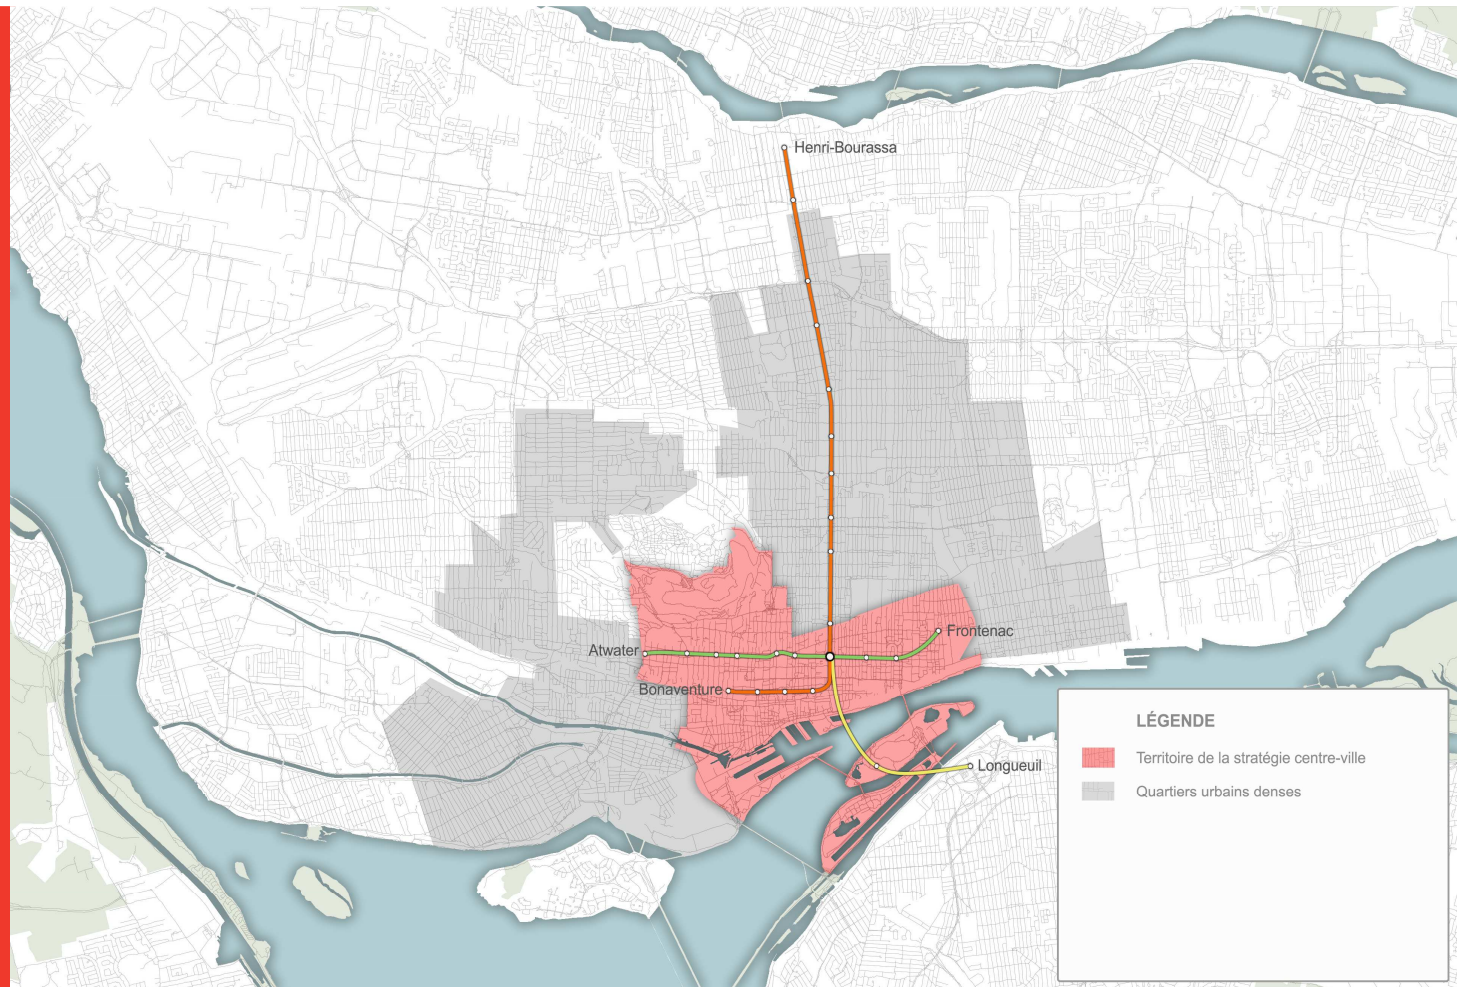 Henri-Bourassa
Frontenac
Atwater
Bonaventure
Longueuil
LÉGENDE
Territoire de la stratégie centre-ville
Quartiers urbains denses